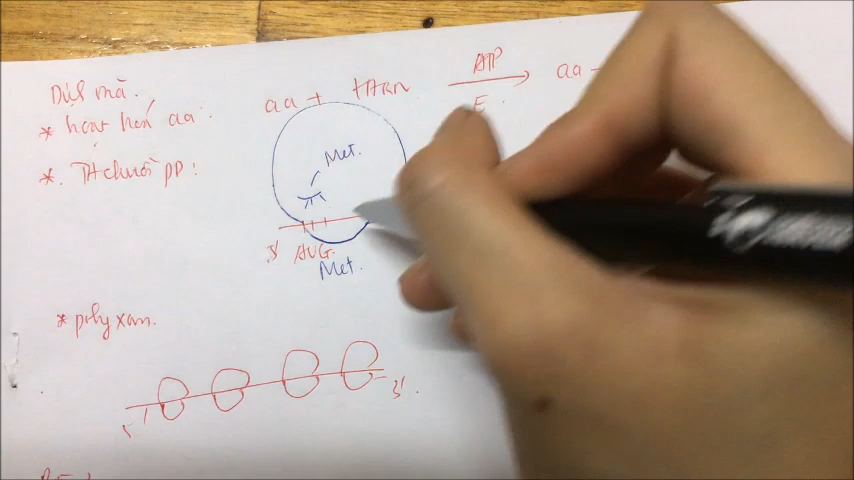 Dịch mã.
* hoạt hoá aa: aa + tARN ATP E aa
* TH chuỗi pp:
Met.
5' AUG.
Met.
* polyxom.
5' 3'.